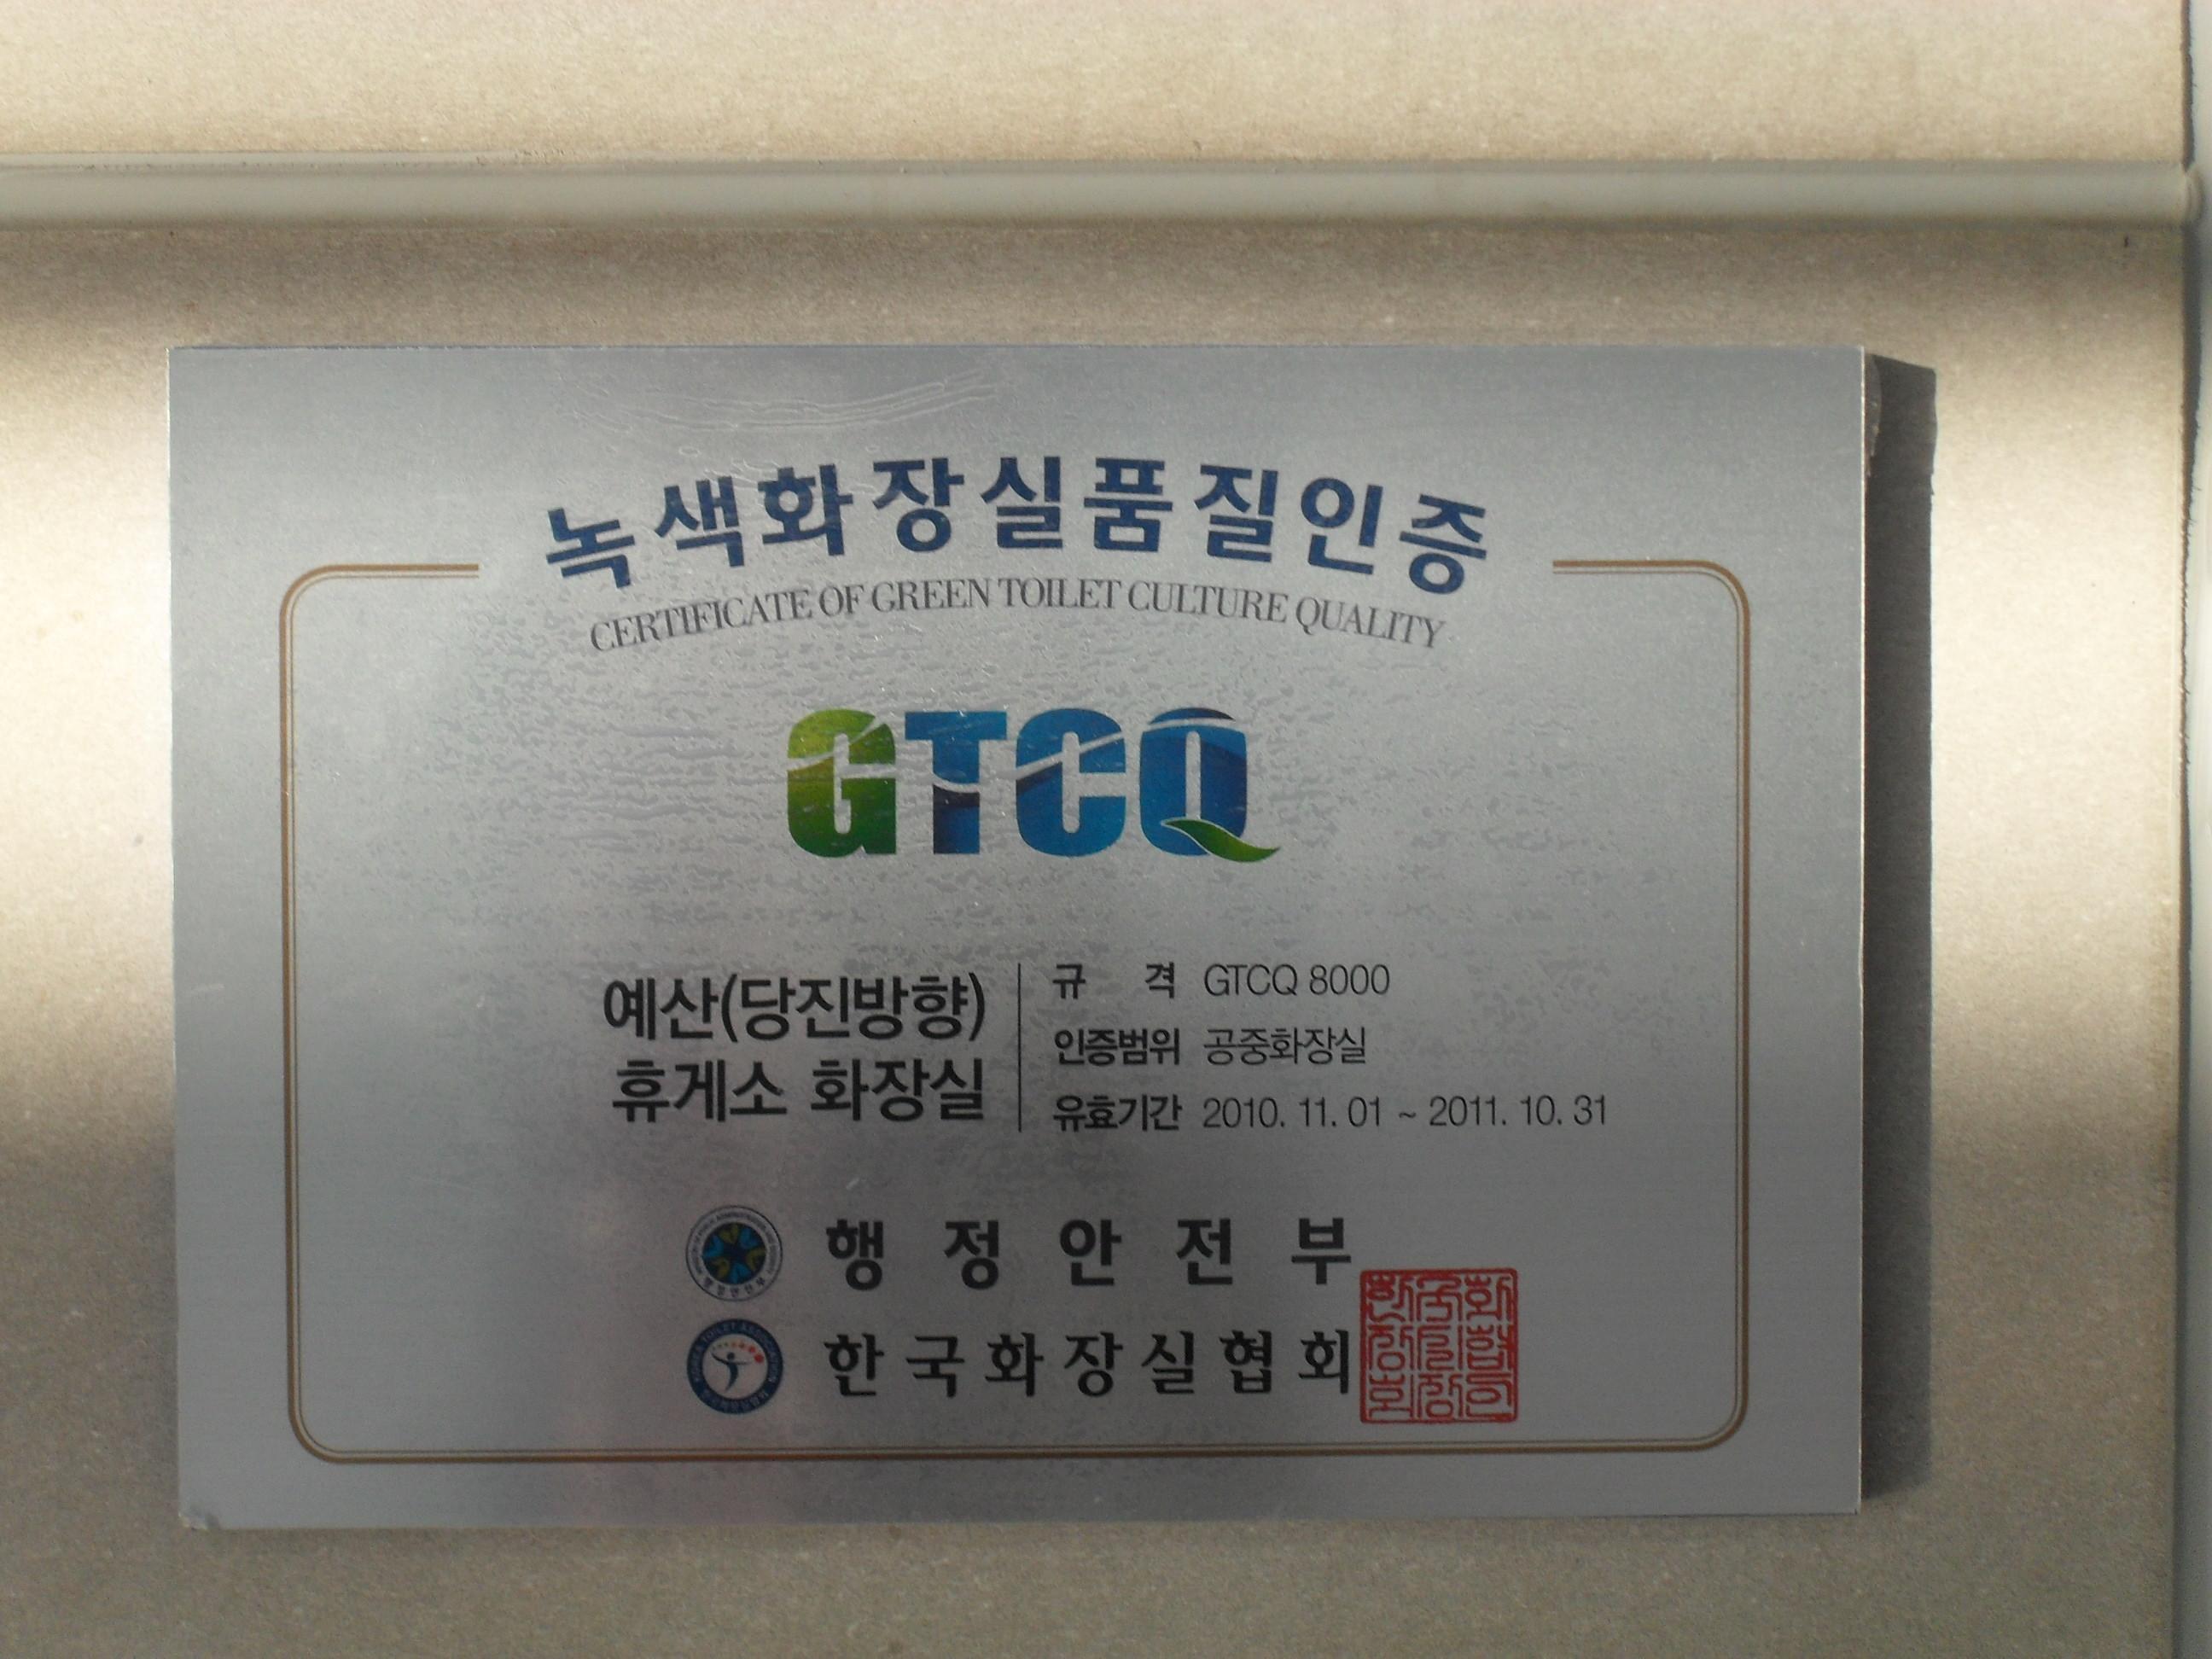 녹색화장실품질인증
CERTIFICATE OF GREEN TOILET CULTURE QUALITY
GTCQ
예산(당진방향)
휴게소 화장실
규 격 GTCQ 8000
인증범위 공중화장실
유효기간 2010. 11. 01 ~ 2011. 10. 31
행정안전부
한국화장실협회
KOREA TOILET ASSOCIATION